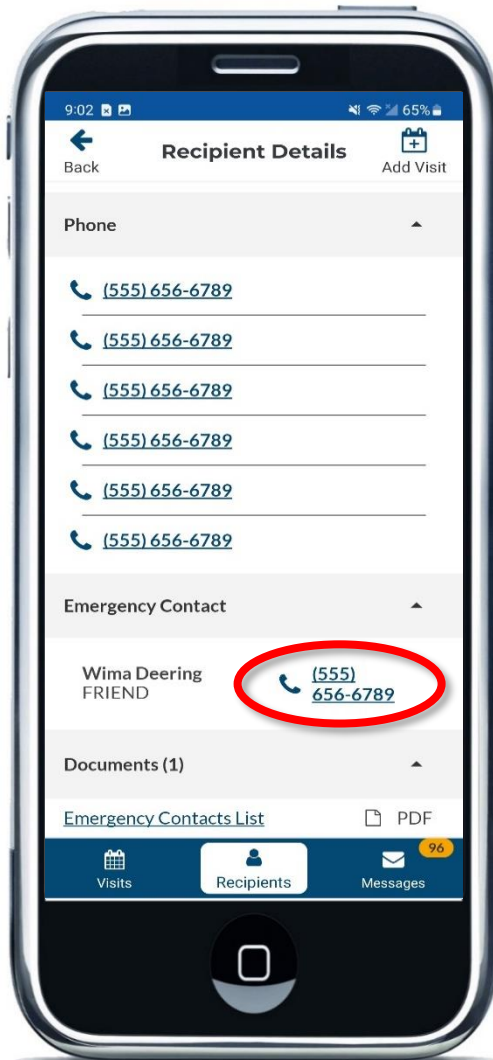 9:02 65%
Back Recipient Details Add Visit
Phone
(555) 656-6789
(555) 656-6789
(555) 656-6789
(555) 656-6789
(555) 656-6789
(555) 656-6789
Emergency Contact
Wima Deering
FRIEND
(555)
656-6789
Documents (1)
Emergency Contacts List PDF
96
Visits Recipients Messages